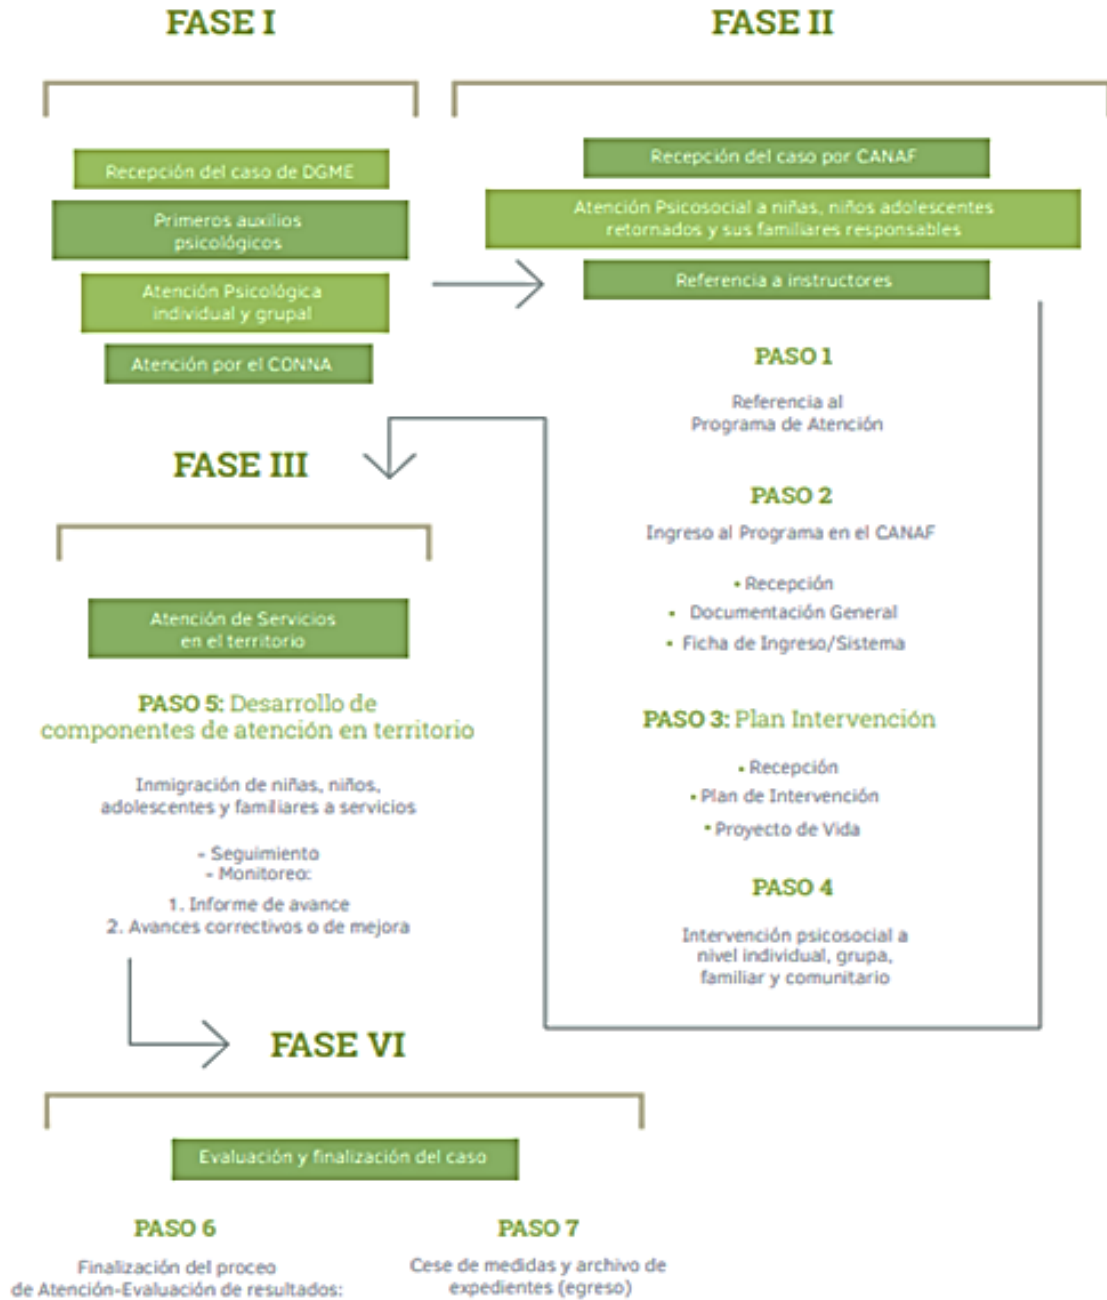 FASE I
Recepción del caso de DGME
Primeros auxilios
psicológicos
Atención Psicológica
individual y grupal
Atención por el CONNA
FASE II
Recepción del caso por CANAF
Atención Psicosocial a niñas, niños adolescentes
retornados y sus familiares responsables
Referencia a instructores
PASO 1
Referencia al
Programa de Atención
PASO 2
Ingreso al Programa en el CANAF
• Recepción
• Documentación General
• Ficha de Ingreso/Sistema
PASO 3: Plan Intervención
• Recepción
• Plan de Intervención
• Proyecto de Vida
PASO 4
Intervención psicosocial a
nivel individual, grupa,
familiar y comunitario
FASE III
Atención de Servicios
en el territorio
PASO 5: Desarrollo de
componentes de atención en territorio
Inmigración de niñas, niños,
adolescentes y familiares a servicios
- Seguimiento
- Monitoreo:
1. Informe de avance
2. Avances correctivos o de mejora
FASE VI
Evaluación y finalización del caso
PASO 6
Finalización del proceo
de Atención-Evaluación de resultados:
PASO 7
Cese de medidas y archivo de
expedientes (egreso)